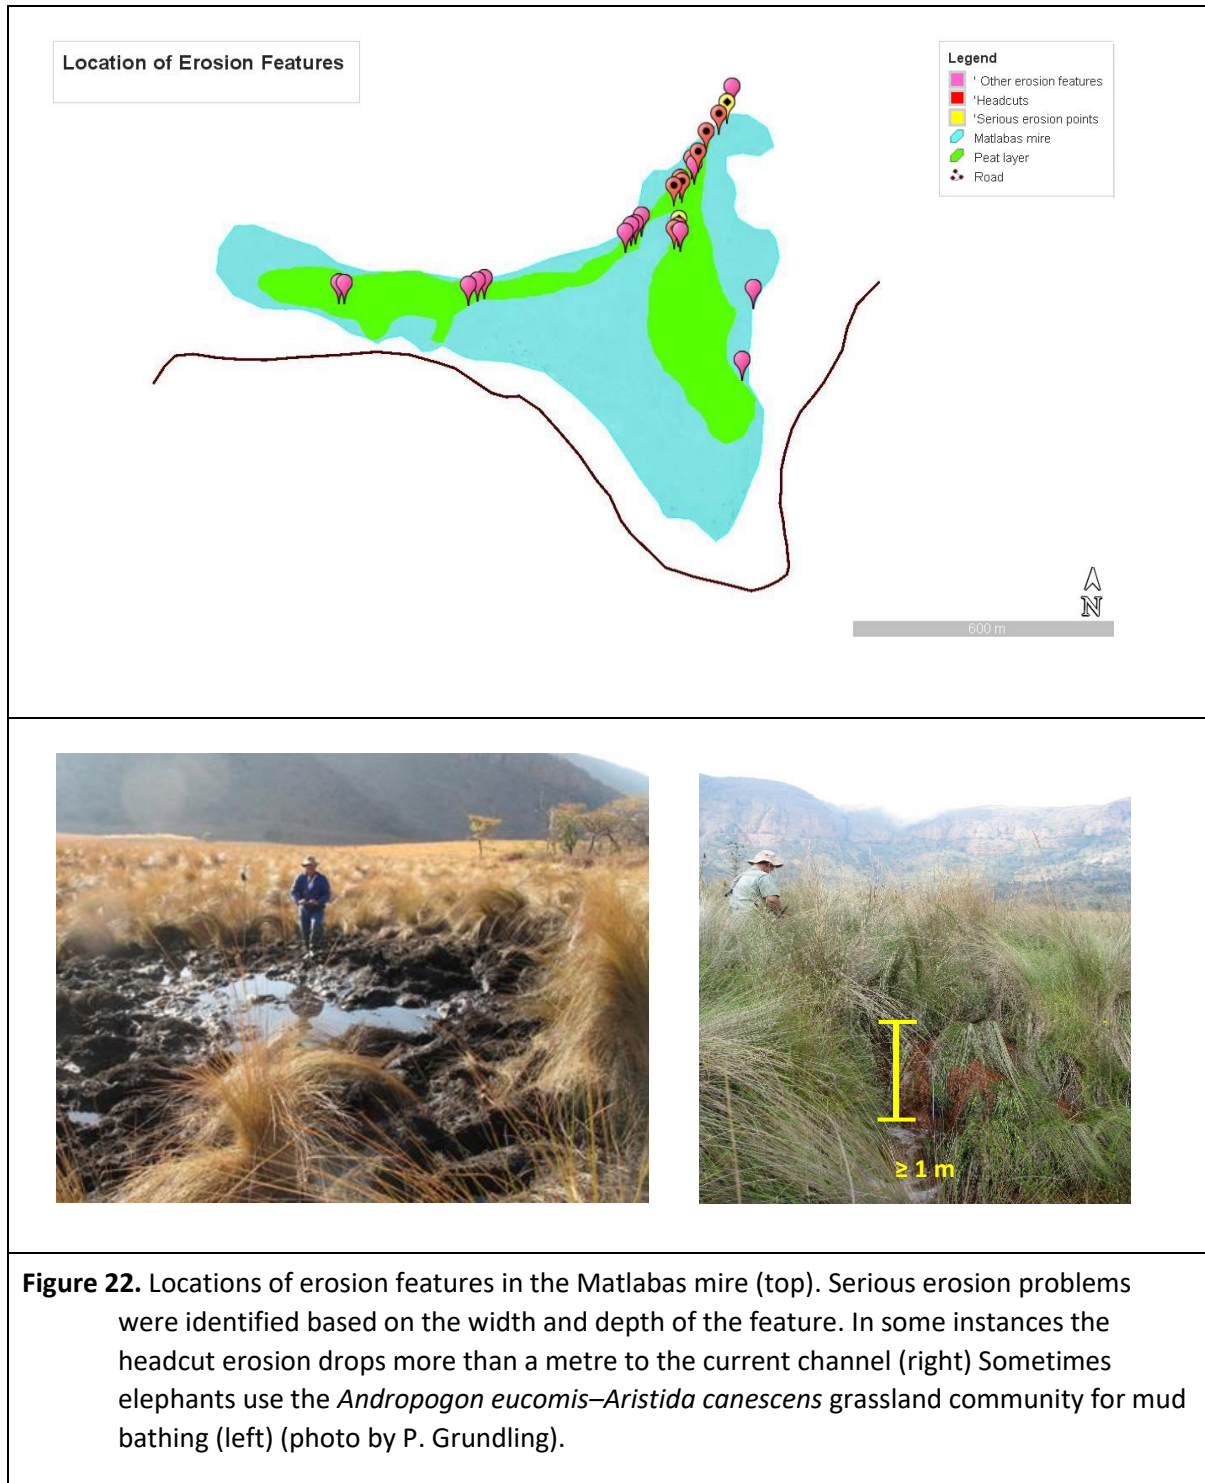 Location of Erosion Features
Legend
' Other erosion features
'Headcuts
'Serious erosion points
Matlabas mire
Peat layer
Road
N
600 m
≥ 1 m
Figure 22. Locations of erosion features in the Matlabas mire (top). Serious erosion problems
were identified based on the width and depth of the feature. In some instances the
headcut erosion drops more than a metre to the current channel (right) Sometimes
elephants use the Andropogon eucomis–Aristida canescens grassland community for mud
bathing (left) (photo by P. Grundling).